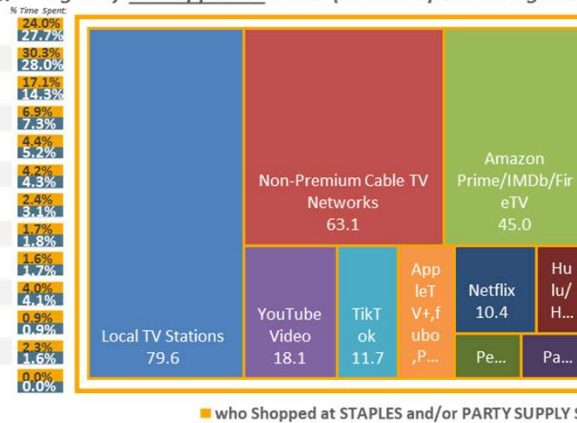 % Time Spent:
24.0%
27.7%
30.3%
28.0%
17.1%
14.3%
6.9%
7.3%
4.4%
5.2%
4.2%
4.3%
2.4%
3.1%
1.7%
1.8%
1.6%
1.7%
4.0%
4.1%
0.9%
0.9%
2.3%
1.6%
0.0%
0.0%
Local TV Stations
79.6
Non-Premium Cable TV
Networks
63.1
Amazon
Prime/IMDb/Fir
eTV
45.0
YouTube
Video
18.1
TikT
ok
11.7
App
leT
V+,f
ubo
,P...
Netflix
10.4
Hu
lu/
H...
Pe...
Pa...
who Shopped at STAPLES and/or PARTY SUPPLY